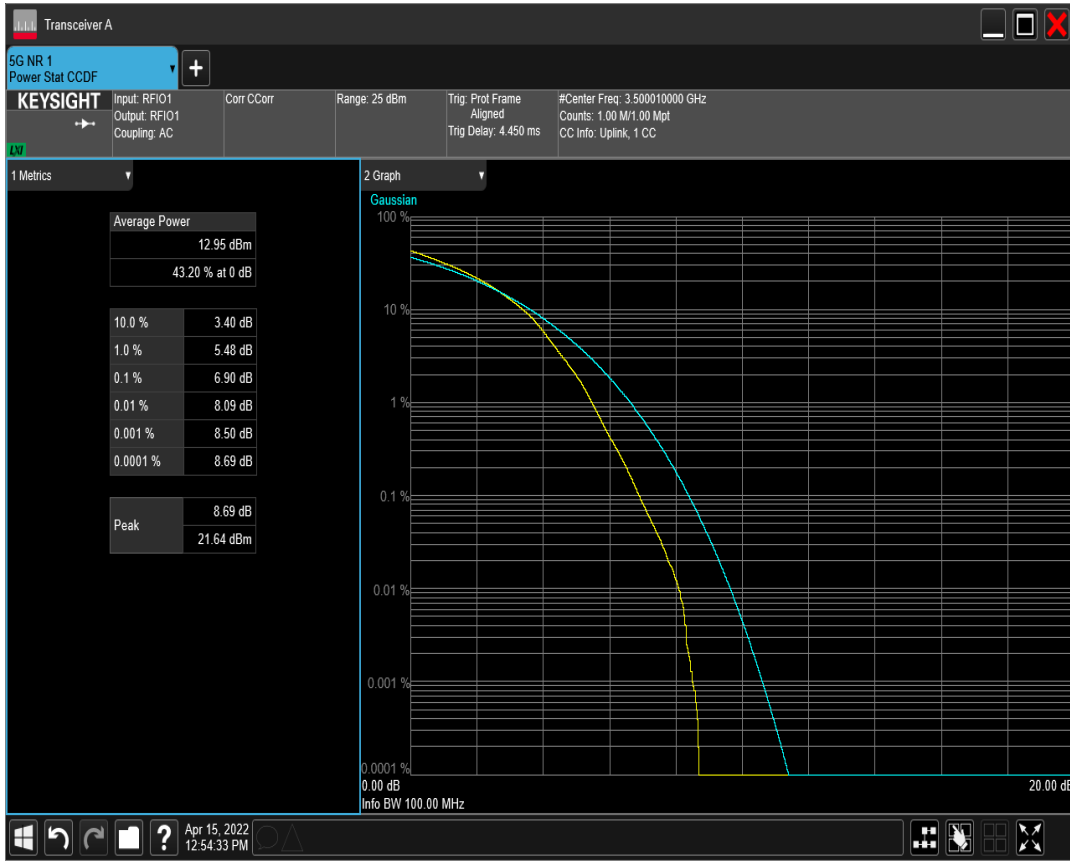 Transceiver A
5G NR 1
Power Stat CCDF
+
KEYSIGHT
LXI
Input: RFIO1
Output: RFIO1
Coupling: AC
Corr CCorr
Range: 25 dBm
Trig: Prot Frame
Aligned
Trig Delay: 4.450 ms
#Center Freq: 3.500010000 GHz
Counts: 1.00 M/1.00 Mpt
CC Info: Uplink, 1 CC
1 Metrics
Average Power
12.95 dBm
43.20 % at 0 dB
10.0 % 3.40 dB
1.0 % 5.48 dB
0.1 % 6.90 dB
0.01 % 8.09 dB
0.001 % 8.50 dB
0.0001 % 8.69 dB
Peak
8.69 dB
21.64 dBm
2 Graph
Gaussian
100 %
10 %
1 %
0.1 %
0.01 %
0.001 %
0.0001 %
0.00 dB 20.00 dB
Info BW 100.00 MHz
?
Apr 15, 2022
12:54:33 PM